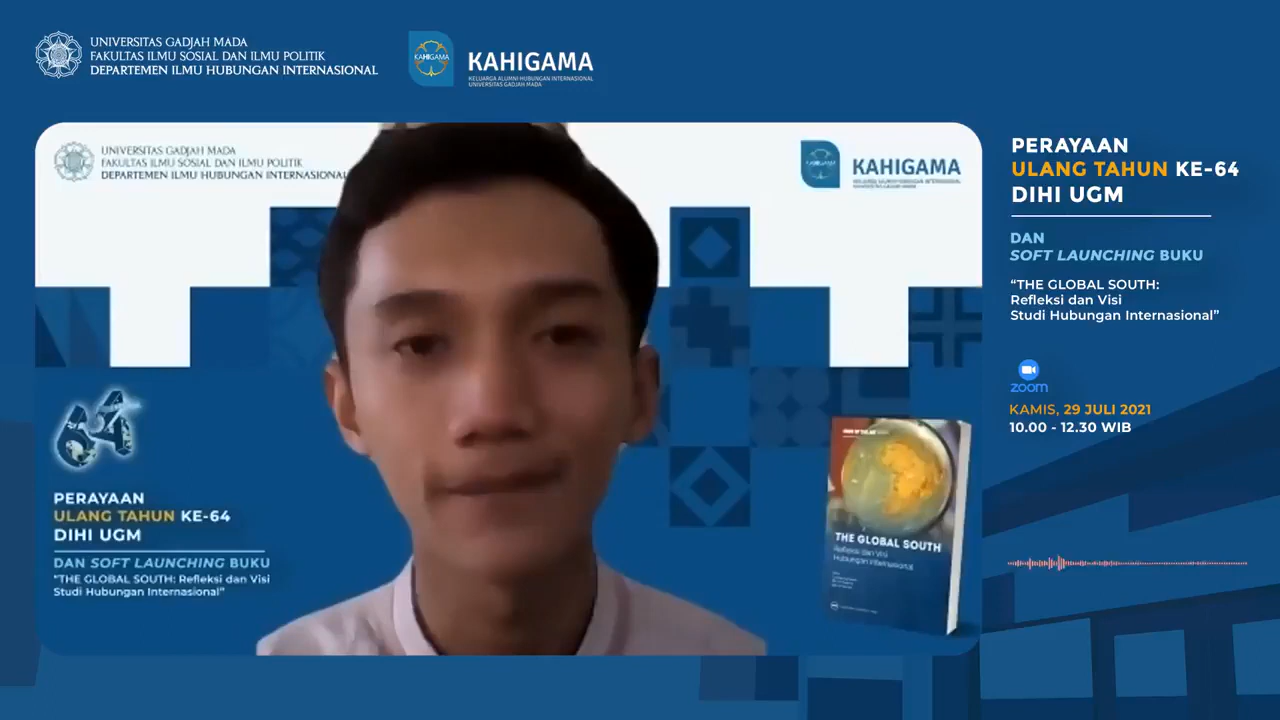 UNIVERSITAS GADJAH MADA
FAKULTAS ILMU SOSIAL DAN ILMU POLITIK
DEPARTEMEN ILMU HUBUNGAN INTERNASIONAL
KAHIGAMA
KAHIGAMA
KELUARGA ALUMNI HUBUNGAN INTERNASIONAL
UNIVERSITAS GADJAH MADA
UNIVERSITAS GADJAH MADA
FAKULTAS ILMU SOSIAL DAN ILMU POLITIK
DEPARTEMEN ILMU HUBUNGAN INTERNASIONAL
KAHIGAMA
64
PERAYAAN
ULANG TAHUN KE-64
DIHI UGM
DAN SOFT LAUNCHING BUKU
“THE GLOBAL SOUTH: Refleksi dan Visi
Studi Hubungan Internasional”
THE GLOBAL SOUTH
Refleksi dan Visi
Hubungan Internasional
PERAYAAN
ULANG TAHUN KE-64
DIHI UGM
DAN
SOFT LAUNCHING BUKU
“THE GLOBAL SOUTH:
Refleksi dan Visi
Studi Hubungan Internasional”
zoom
KAMIS, 29 JULI 2021
10.00 - 12.30 WIB